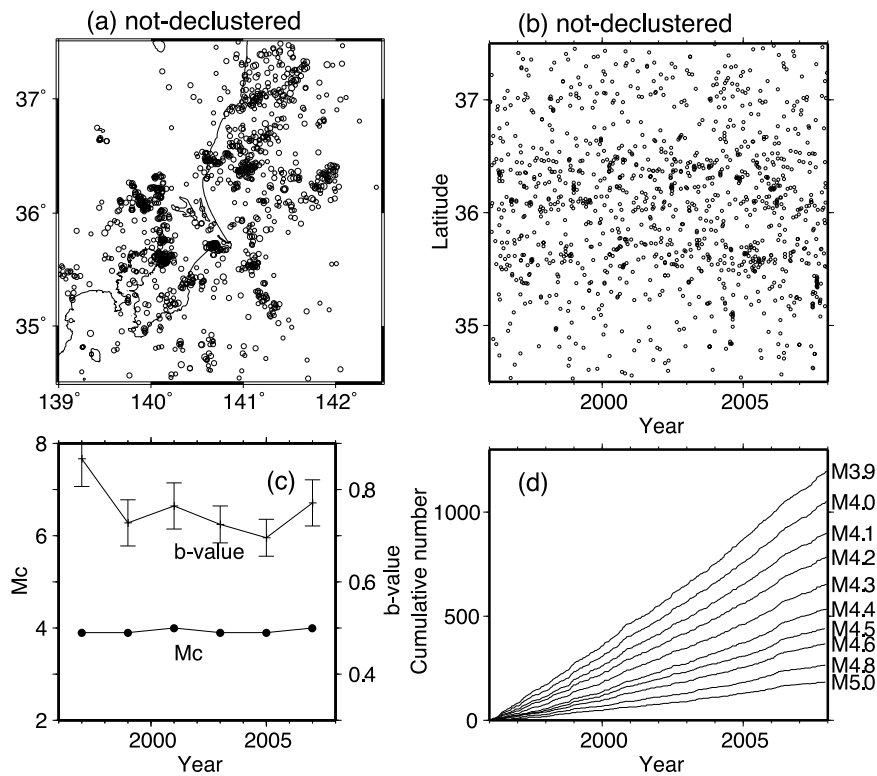 (a) not-declustered
37°
36°
35°
139°
140°
141°
142°
(b) not-declustered
Latitude
37
36
35
2000
2005
Year
(c)
Mc
8
6
4
2
b-value
Mc
0.8
0.6
0.4
b-value
2000
2005
Year
(d)
Cumulative number
1000
500
0
M3.9
M4.0
M4.1
M4.2
M4.3
M4.4
M4.5
M4.6
M4.8
M5.0
2000
2005
Year